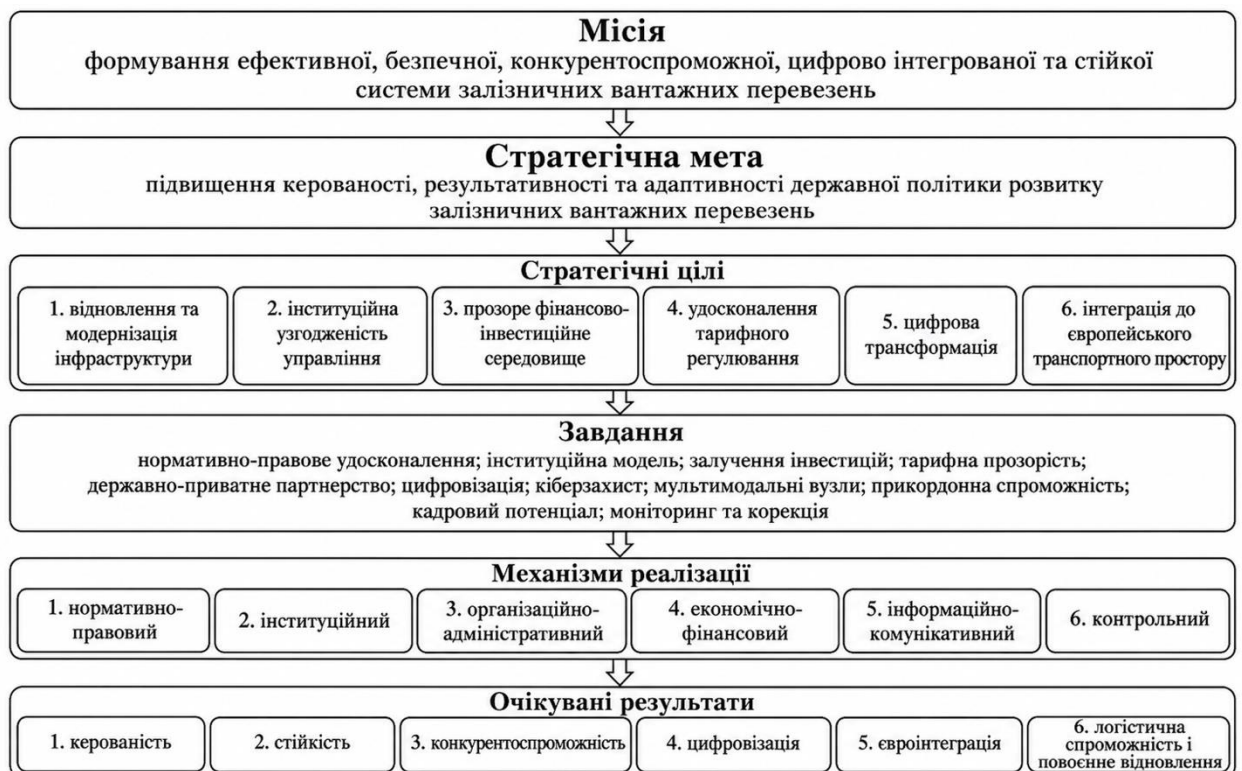 Місія
формування ефективної, безпечної, конкурентоспроможної, цифрово інтегрованої та стійкої
системи залізничних вантажних перевезень
Стратегічна мета
підвищення керованості, результативності та адаптивності державної політики розвитку
залізничних вантажних перевезень
Стратегічні цілі
1. відновлення та
модернізація
інфраструктури
2. інституційна
узгодженість
управління
3. прозоре фінансово-
інвестиційне
середовище
4. удосконалення
тарифного
регулювання
5. цифрова
трансформація
6. інтеграція до
європейського
транспортного простору
Завдання
нормативно-правове удосконалення; інституційна модель; залучення інвестицій; тарифна прозорість;
державно-приватне партнерство; цифровізація; кіберзахист; мультимодальні вузли; прикордонна спроможність;
кадровий потенціал; моніторинг та корекція
Механізми реалізації
1. нормативно-
правовий
2. інституційний
3. організаційно-
адміністративний
4. економічно-
фінансовий
5. інформаційно-
комунікативний
6. контрольний
Очікувані результати
1. керованість
2. стійкість
3. конкурентоспроможність
4. цифровізація
5. євроінтеграція
6. логістична
спроможність і
повоєнне відновлення